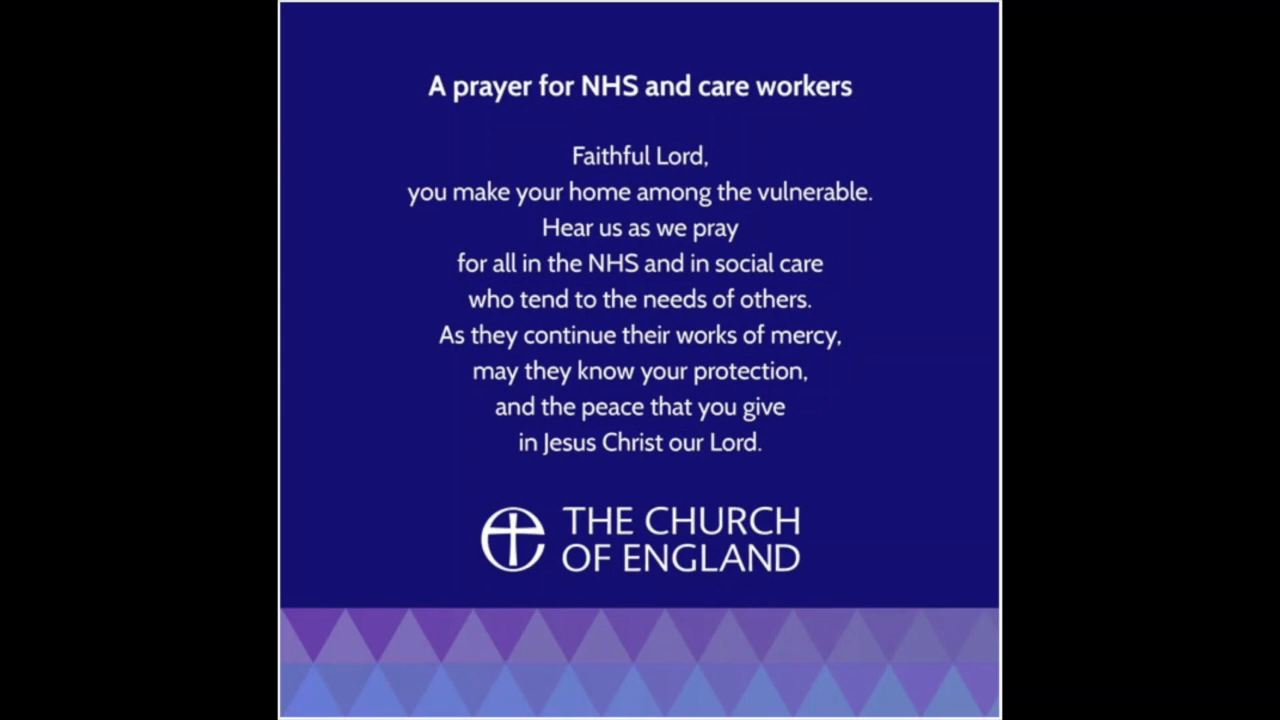 A prayer for NHS and care workers
Faithful Lord,
you make your home among the vulnerable.
Hear us as we pray
for all in the NHS and in social care
who tend to the needs of others.
As they continue their works of mercy,
may they know your protection,
and the peace that you give
in Jesus Christ our Lord.
THE CHURCH
OF ENGLAND